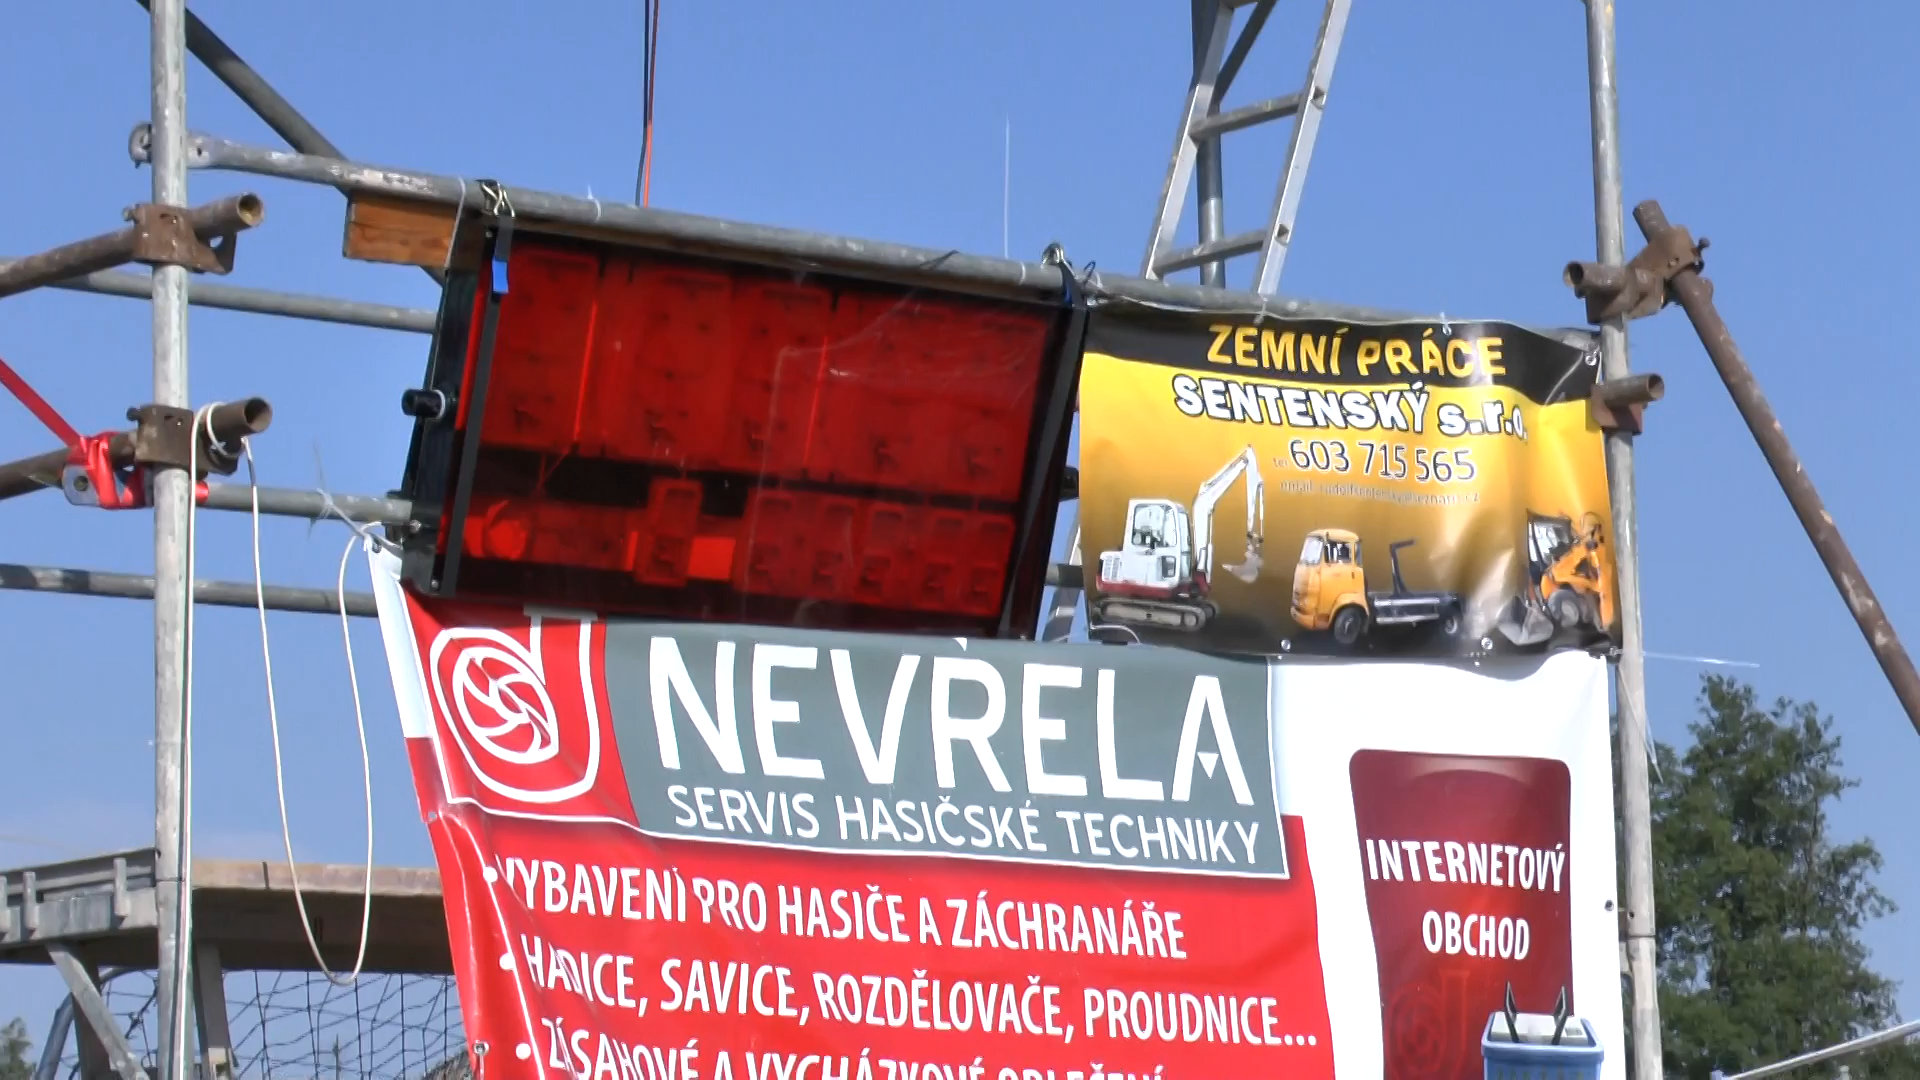 ZEMNÍ PRÁCE
SENTENSKÝ s.r.o.
tel 603 715 565
email:
NEVŘELA
SERVIS HASIČSKÉ TECHNIKY
• VYBAVENÍ PRO HASIČE A ZÁCHRANÁŘE
• HADICE, SAVICE, ROZDĚLOVAČE, PROUDNICE...
• ZÁSAHOVÉ A VYCHÁZKOVÉ OBLEČENÍ
INTERNETOVÝ
OBCHOD